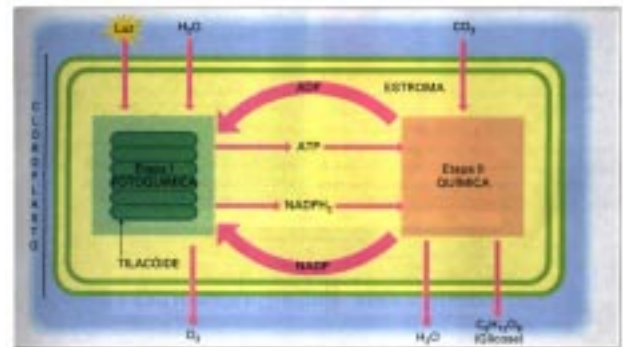 Luz
H₂O
CO₂
CLOROPLASTO
ADP
ESTROMA
ATP
Etapa I
FOTOQUÍMICA
Etapa II
QUÍMICA
NADPH₂
TILACÓIDE
NADP
O₂
H₂O
C₆H₁₂O₆
(Glicose)